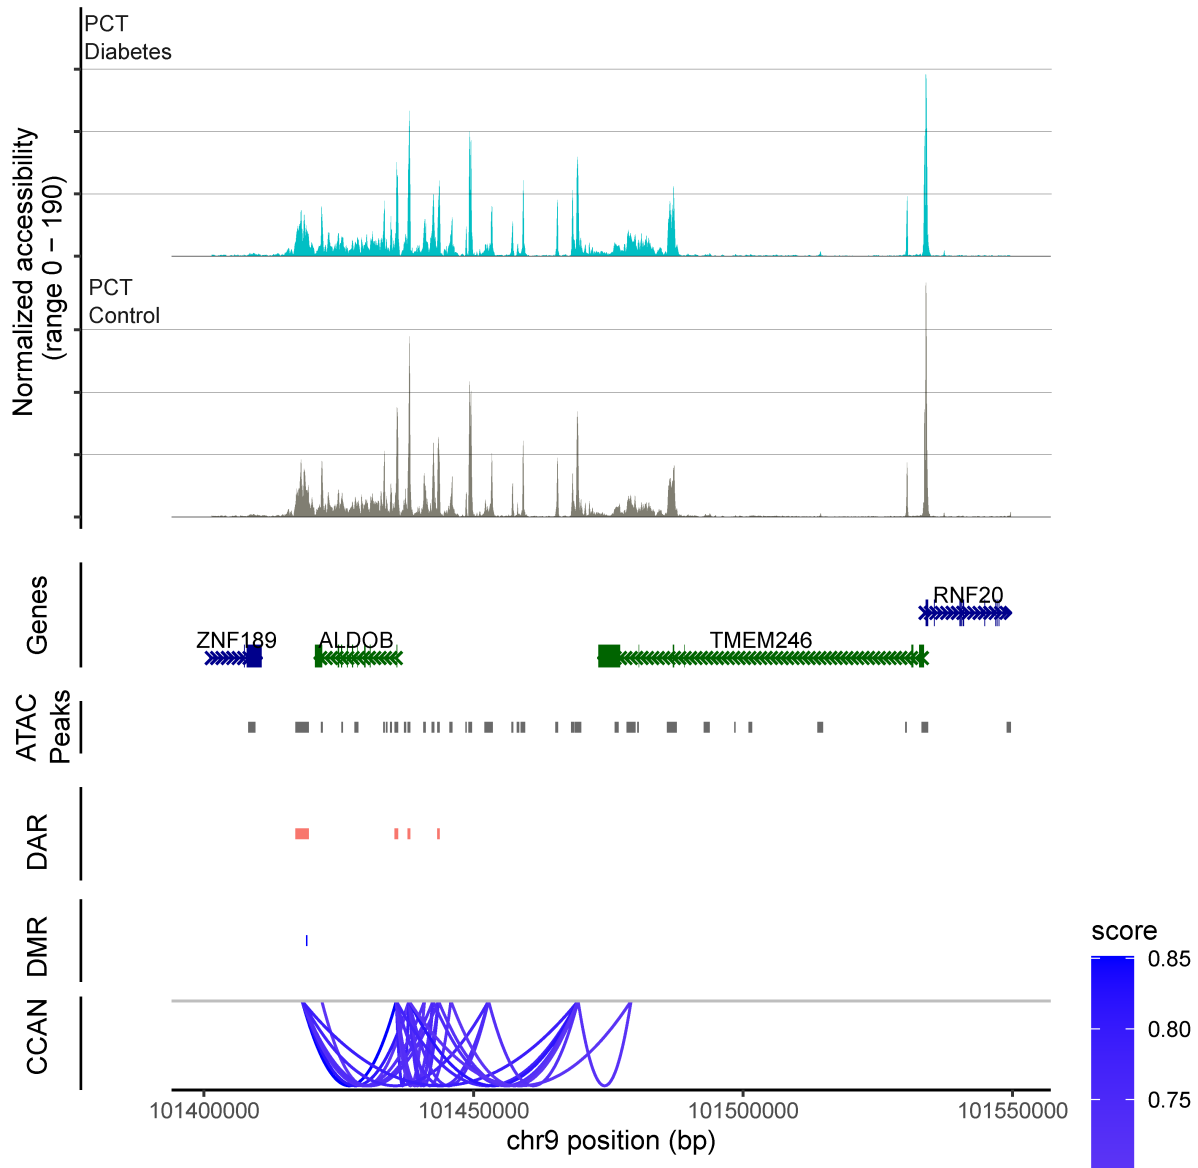 PCT
Diabetes
Normalized accessibility
(range 0 – 190)
PCT
Control
Genes
ZNF189
ALDOB
TMEM246
RNF20
ATAC
Peaks
DAR
DMR
CCAN
score
0.85
0.80
0.75
101400000
101450000
101500000
101550000
chr9 position (bp)